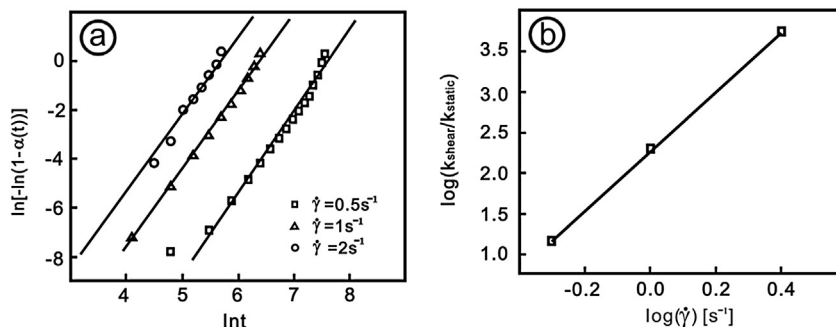 a
ln[-ln(1-α(t))]
0
-2
-4
-6
-8
4 5 6 7 8
lnt
γ̇ =0.5s⁻¹
γ̇ =1s⁻¹
γ̇ =2s⁻¹
b
log(kshear/kstatic)
3.5
3.0
2.5
2.0
1.5
1.0
-0.2 0.0 0.2 0.4
log(γ̇) [s⁻¹]